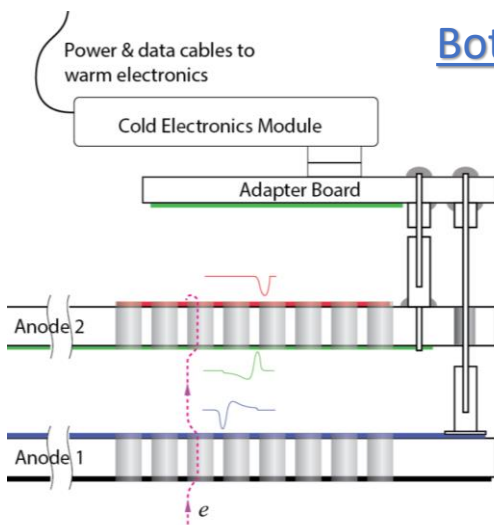 Power & data cables to
warm electronics
Bot
Cold Electronics Module
Adapter Board
Anode 2
Anode 1
e